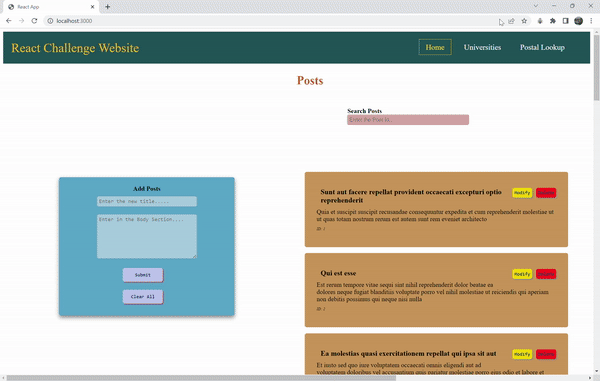 React App
localhost:3000
React Challenge Website
Home
Universities
Postal Lookup
Posts
Search Posts
Enter the Post Id..
Add Posts
Enter the new title.....
Enter in the Body Section....
Submit
Clear All
Sunt aut facere repellat provident occaecati excepturi optio
reprehenderit
Modify
Quia et suscipit suscipit recusandae consequuntur expedita et cum reprehenderit molestiae ut
ut quas totam nostrum rerum est autem sunt rem eveniet architecto
ID: 1
Qui est esse
Modify
Est rerum tempore vitae sequi sint nihil reprehenderit dolor beatae ea
dolores neque fugiat blanditiis voluptate porro vel nihil molestiae ut reiciendis qui aperiam
non debitis possimus qui neque nisi nulla
ID: 2
Ea molestias quasi exercitationem repellat qui ipsa sit aut
Modify
Et iusto sed quo iure voluptatem occaecati omnis eligendi aut ad
voluptatem doloribus vel accusantium quis pariatur molestiae porro eius odio et labore et